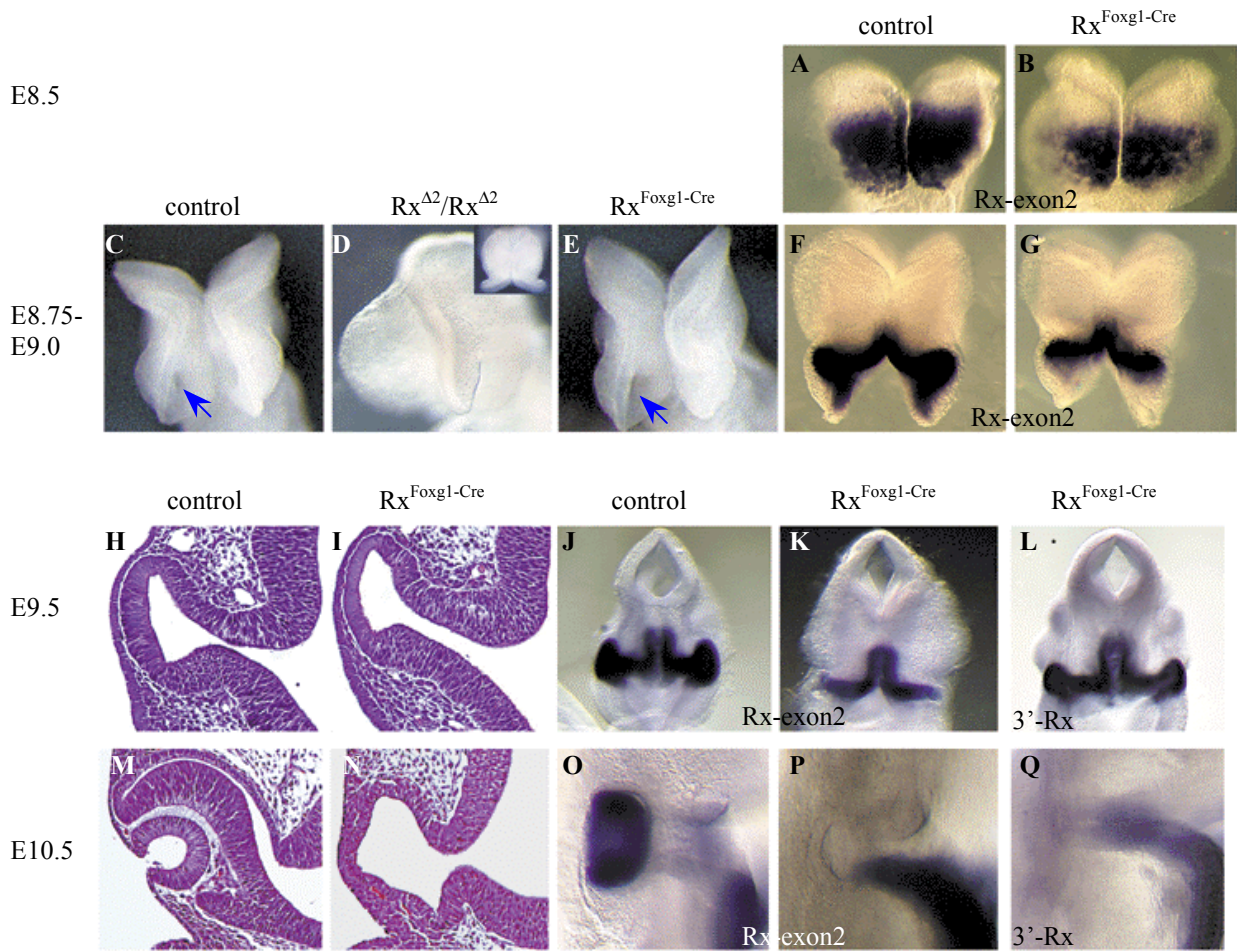 control Rx^Foxg1-Cre
E8.5
A B
Rx-exon2
control Rx^Δ2/Rx^Δ2 Rx^Foxg1-Cre
E8.75-
E9.0
C D E F G
Rx-exon2
control Rx^Foxg1-Cre control Rx^Foxg1-Cre Rx^Foxg1-Cre
E9.5
H I J K L
Rx-exon2 3'-Rx
E10.5
M N O P Q
Rx-exon2 3'-Rx